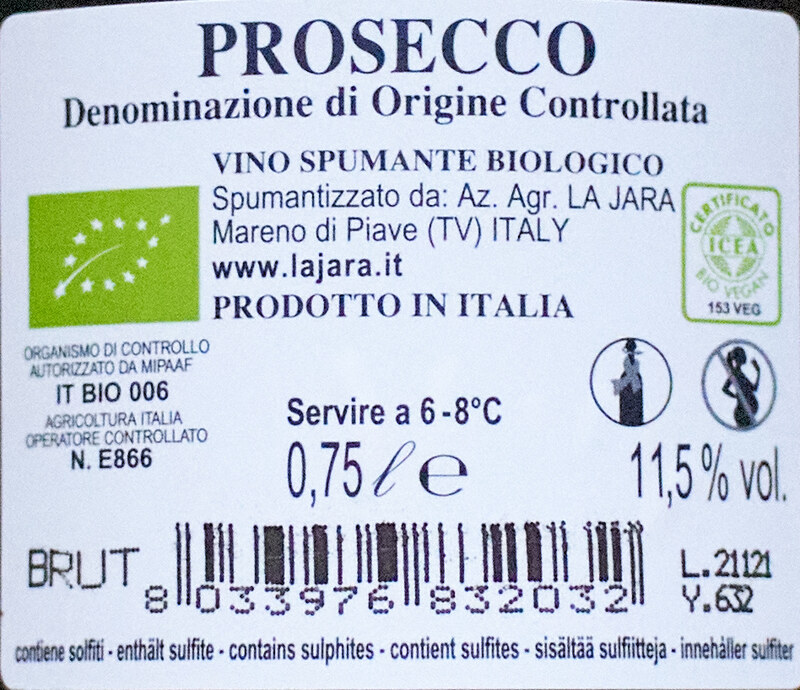 PROSECCO
Denominazione di Origine Controllata
VINO SPUMANTE BIOLOGICO
Spumantizzato da: Az. Agr. LA JARA
Mareno di Piave (TV) ITALY
www.lajara.it
PRODOTTO IN ITALIA
CERTIFICATO
ICEA
BIO VEGAN
153 VEG
ORGANISMO DI CONTROLLO
AUTORIZZATO DA MIPAAF
IT BIO 006
AGRICOLTURA ITALIA
OPERATORE CONTROLLATO
N. E866
Servire a 6-8°C
0,75 ℓ e
11,5% vol.
BRUT
8 033976 832032
L.21121
Y.632
contiene solfiti - enthält sulfite - contains sulphites - contient sulfites - sisältää sulfiitteja - innehåller sulfiter